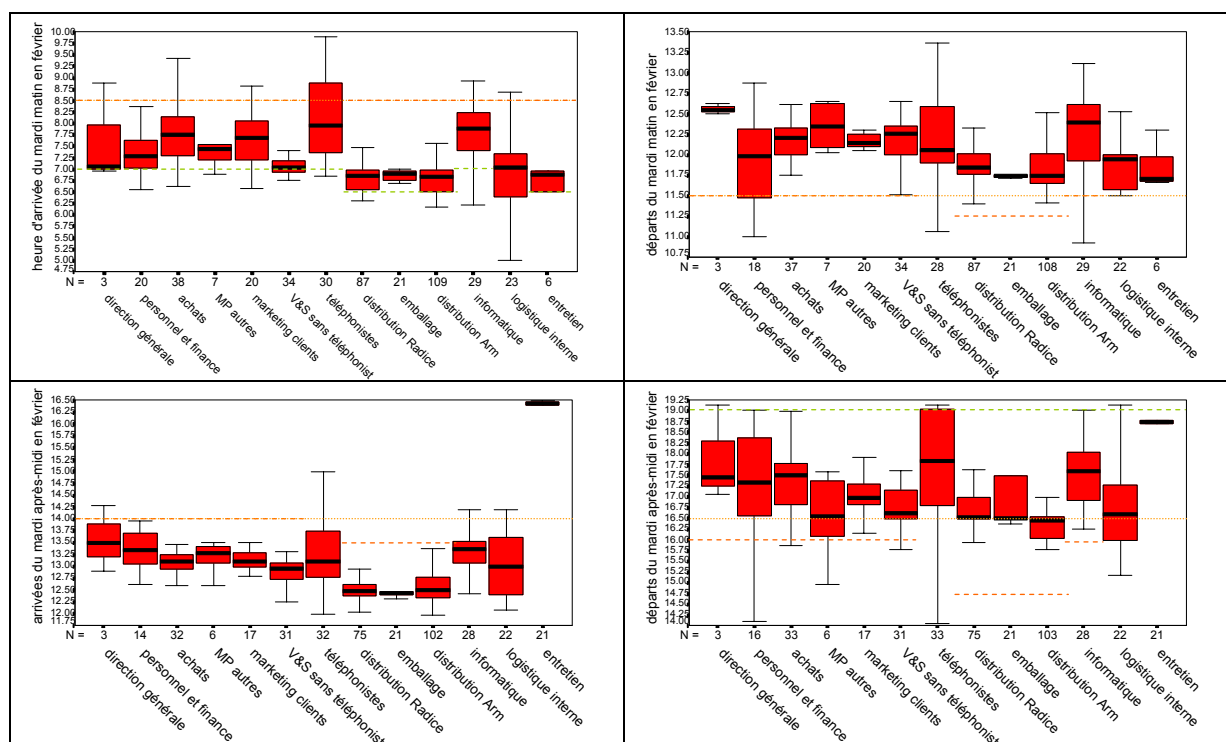 heure d'arrivée du mardi matin en février
10.00
9.75
9.50
9.25
9.00
8.75
8.50
8.25
8.00
7.75
7.50
7.25
7.00
6.75
6.50
6.25
6.00
5.75
5.50
5.25
5.00
4.75
N = 3 20 38 7 20 34 30 87 21 109 29 23 6
direction générale
personnel et finance
achats
MP autres
marketing clients
V&S sans téléphonist
téléphonistes
distribution Radice
emballage
distribution Arm
informatique
logistique interne
entretien
départs du mardi matin en février
13.50
13.25
13.00
12.75
12.50
12.25
12.00
11.75
11.50
11.25
11.00
10.75
N = 3 18 37 7 20 34 28 87 21 108 29 22 6
direction générale
personnel et finance
achats
MP autres
marketing clients
V&S sans téléphonist
téléphonistes
distribution Radice
emballage
distribution Arm
informatique
logistique interne
entretien
arrivées du mardi après-midi en février
16.50
16.25
16.00
15.75
15.50
15.25
15.00
14.75
14.50
14.25
14.00
13.75
13.50
13.25
13.00
12.75
12.50
12.25
12.00
11.75
N = 3 14 32 6 17 31 32 75 21 102 28 22 21
direction générale
personnel et finance
achats
MP autres
marketing clients
V&S sans téléphonist
téléphonistes
distribution Radice
emballage
distribution Arm
informatique
logistique interne
entretien
départs du mardi après-midi en février
19.25
19.00
18.75
18.50
18.25
18.00
17.75
17.50
17.25
17.00
16.75
16.50
16.25
16.00
15.75
15.50
15.25
15.00
14.75
14.50
14.25
14.00
N = 3 16 33 6 17 31 33 75 21 103 28 22 21
direction générale
personnel et finance
achats
MP autres
marketing clients
V&S sans téléphonist
téléphonistes
distribution Radice
emballage
distribution Arm
informatique
logistique interne
entretien